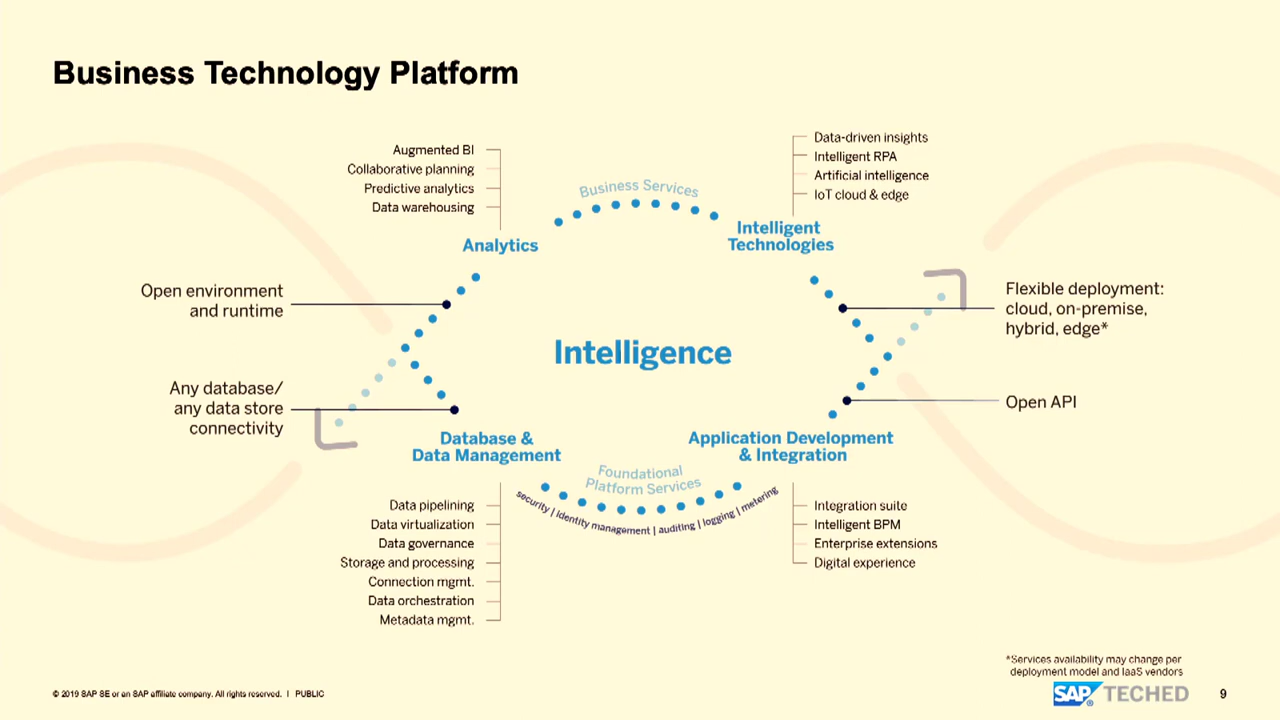 Business Technology Platform
Augmented BI
Collaborative planning
Predictive analytics
Data warehousing
Analytics
Business Services
Data-driven insights
Intelligent RPA
Artificial intelligence
IoT cloud & edge
Intelligent
Technologies
Open environment
and runtime
Any database/
any data store
connectivity
Intelligence
Flexible deployment:
cloud, on-premise,
hybrid, edge*
Open API
Database &
Data Management
Foundational
Platform Services
security | identity management | auditing | logging | metering
Application Development
& Integration
Data pipelining
Data virtualization
Data governance
Storage and processing
Connection mgmt.
Data orchestration
Metadata mgmt.
Integration suite
Intelligent BPM
Enterprise extensions
Digital experience
*Services availability may change per
deployment model and IaaS vendors
© 2019 SAP SE or an SAP affiliate company. All rights reserved. | PUBLIC
SAP® TECHED
9